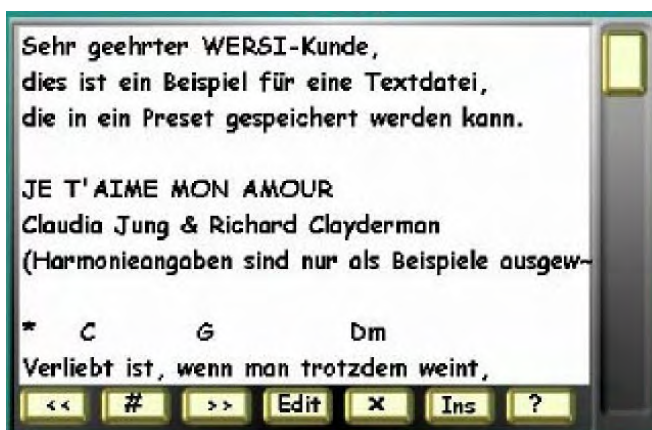 Sehr geehrter WERSI-Kunde,
dies ist ein Beispiel für eine Textdatei,
die in ein Preset gespeichert werden kann.
JE T'AIME MON AMOUR
Claudia Jung & Richard Clayderman
(Harmonieangaben sind nur als Beispiele ausgew~
* C G Dm
Verliebt ist, wenn man trotzdem weint,
<< # >> Edit x Ins ?